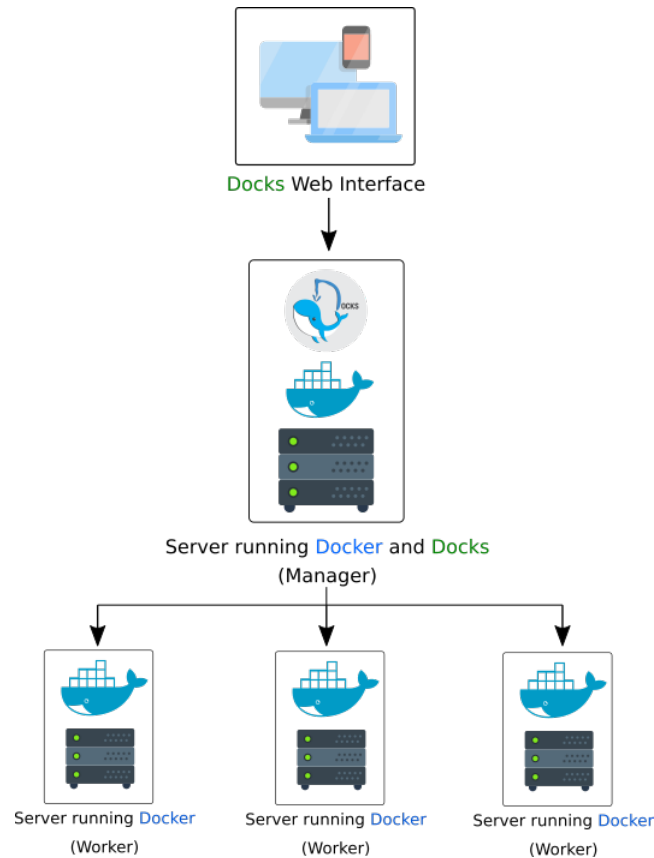 Docks Web Interface
OCKS
Server running Docker and Docks
(Manager)
Server running Docker
(Worker)
Server running Docker
(Worker)
Server running Docker
(Worker)